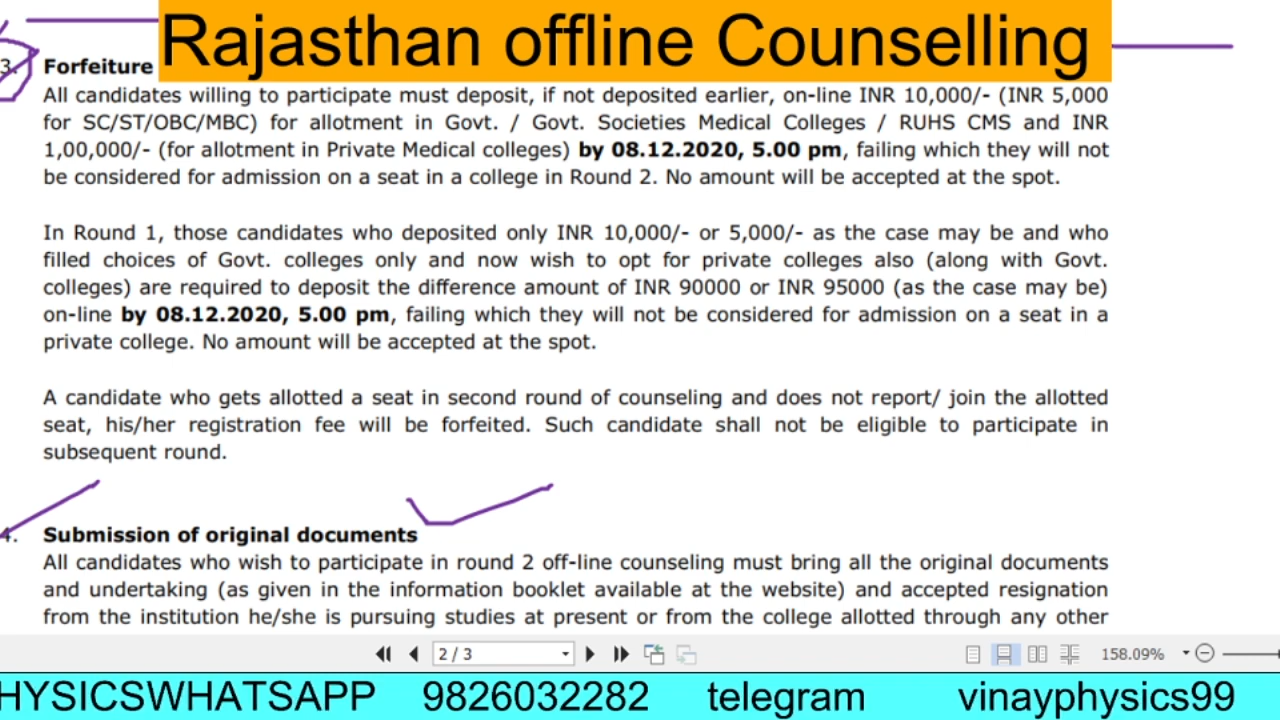 Rajasthan offline Counselling
3. Forfeiture
All candidates willing to participate must deposit, if not deposited earlier, on-line INR 10,000/- (INR 5,000
for SC/ST/OBC/MBC) for allotment in Govt. / Govt. Societies Medical Colleges / RUHS CMS and INR
1,00,000/- (for allotment in Private Medical colleges) by 08.12.2020, 5.00 pm, failing which they will not
be considered for admission on a seat in a college in Round 2. No amount will be accepted at the spot.
In Round 1, those candidates who deposited only INR 10,000/- or 5,000/- as the case may be and who
filled choices of Govt. colleges only and now wish to opt for private colleges also (along with Govt.
colleges) are required to deposit the difference amount of INR 90000 or INR 95000 (as the case may be)
on-line by 08.12.2020, 5.00 pm, failing which they will not be considered for admission on a seat in a
private college. No amount will be accepted at the spot.
A candidate who gets allotted a seat in second round of counseling and does not report/ join the allotted
seat, his/her registration fee will be forfeited. Such candidate shall not be eligible to participate in
subsequent round.
4. Submission of original documents
All candidates who wish to participate in round 2 off-line counseling must bring all the original documents
and undertaking (as given in the information booklet available at the website) and accepted resignation
from the institution he/she is pursuing studies at present or from the college allotted through any other
2 / 3 158.09%
HYSICSWHATSAPP 9826032282 telegram vinayphysics99